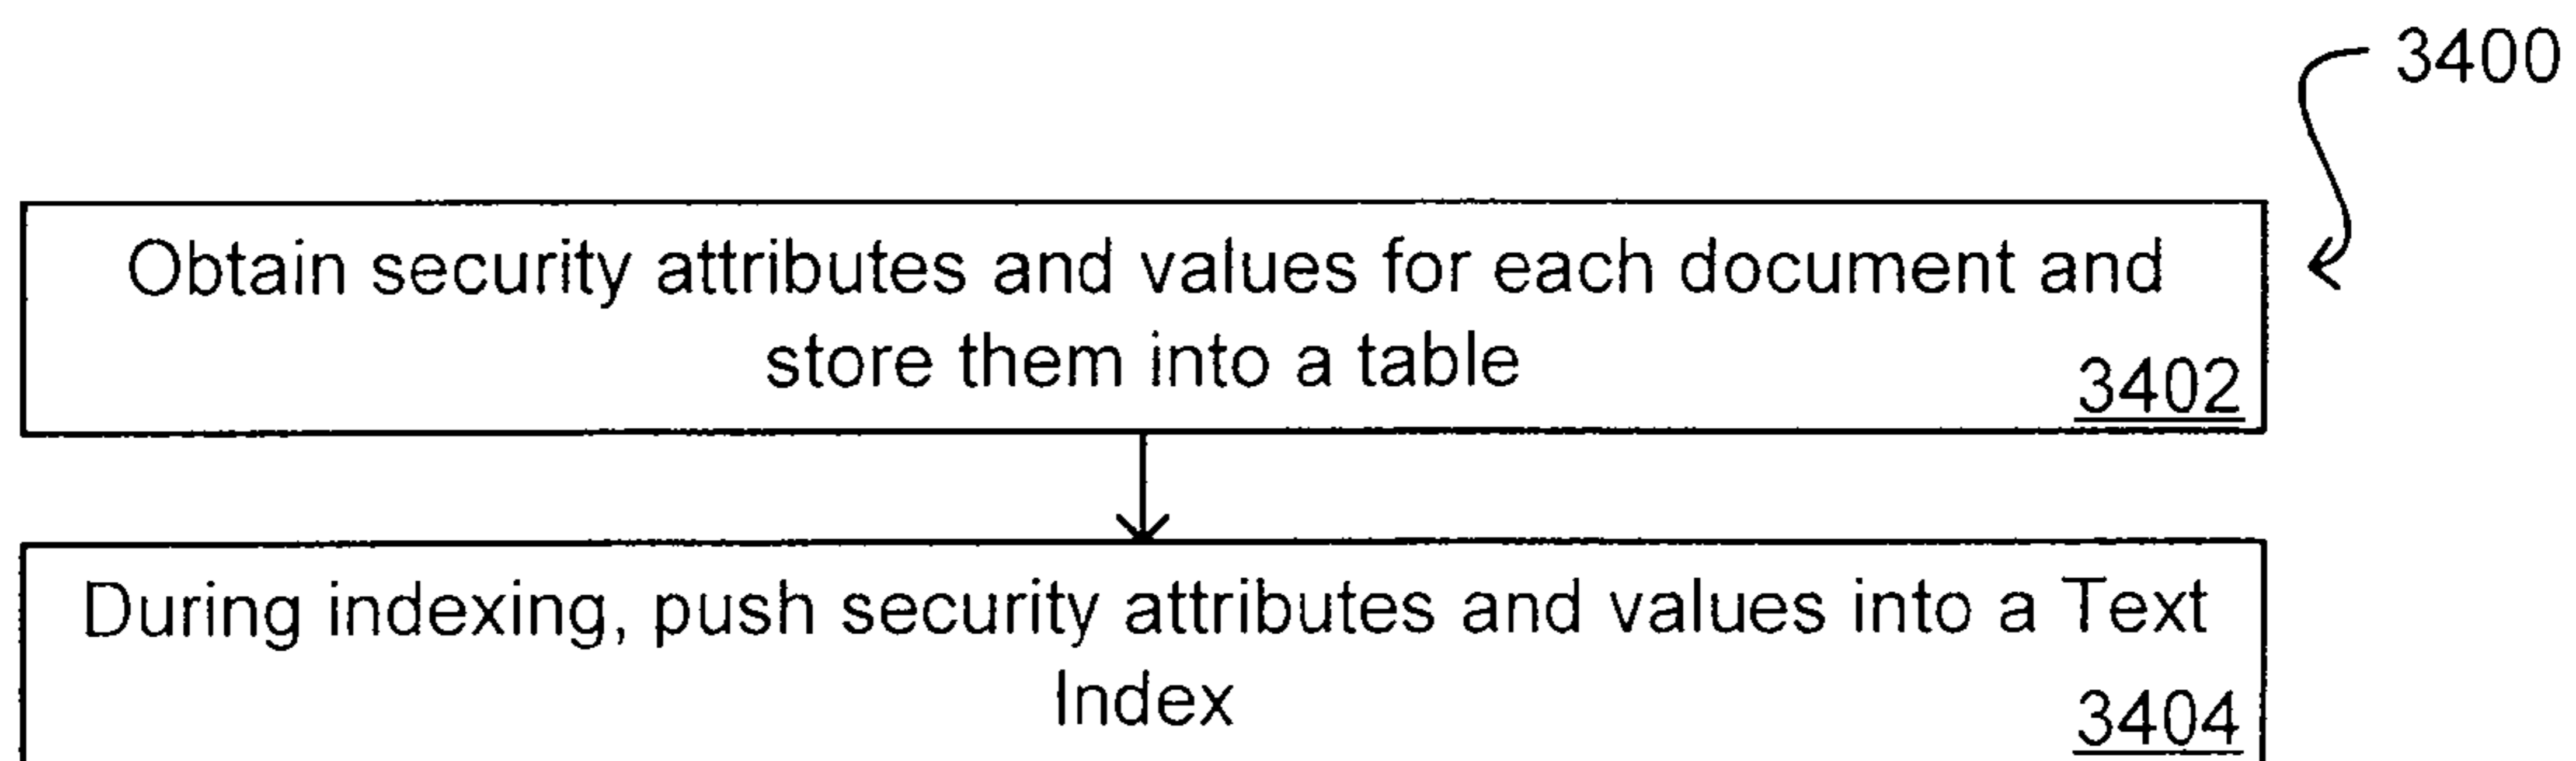 3400
Obtain security attributes and values for each document and
store them into a table
3402
During indexing, push security attributes and values into a Text
Index
3404